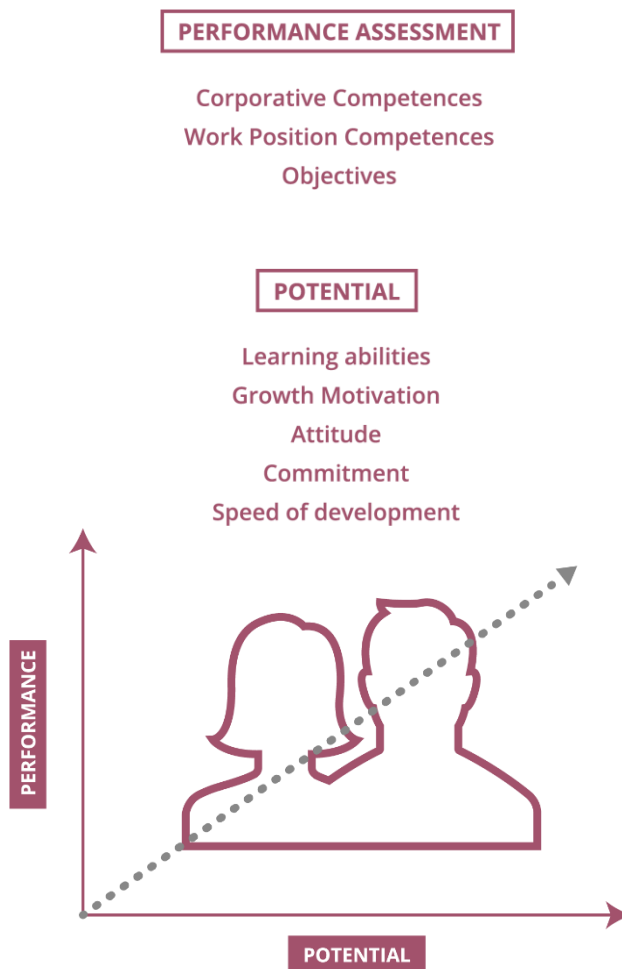 PERFORMANCE ASSESSMENT
Corporative Competences
Work Position Competences
Objectives
POTENTIAL
Learning abilities
Growth Motivation
Attitude
Commitment
Speed of development
PERFORMANCE
POTENTIAL